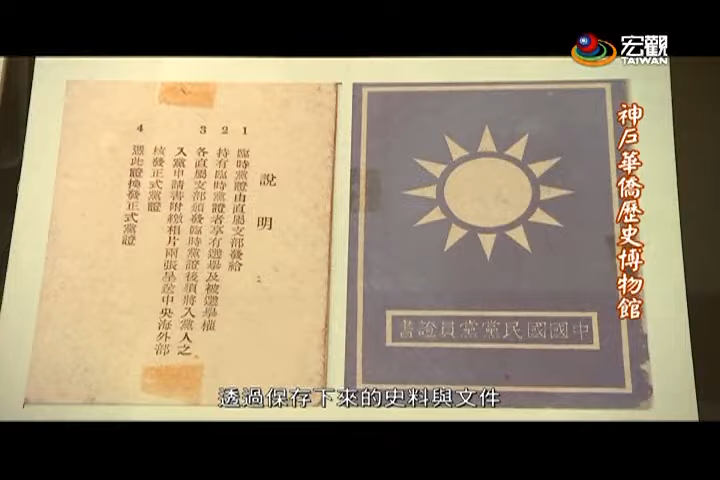 宏觀
TAIWAN
神戶華僑歷史博物館
中國國民黨黨員證書
說明
1 臨時黨證由直屬支部發給
2 持有臨時黨證者享有選舉及被選舉權
3 各直屬支部頒發臨時黨證後須將入黨人之
入黨申請書附繳相片兩張呈送中央海外部
核發正式黨證
4 憑此證換發正式黨證
透過保存下來的史料與文件